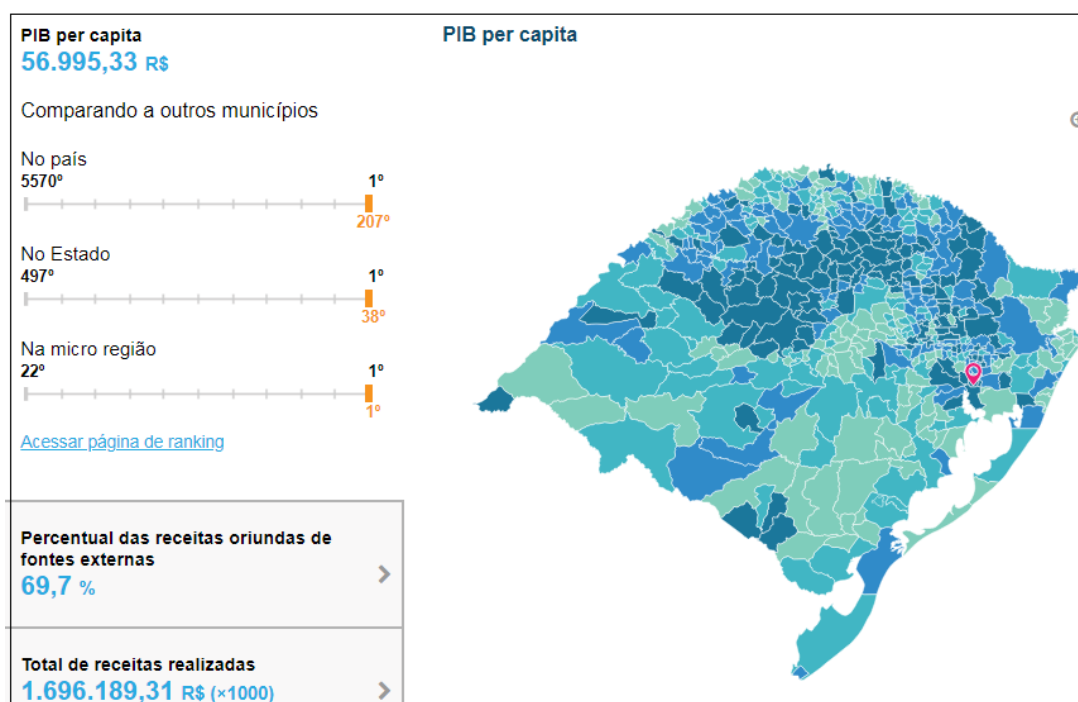 PIB per capita
56.995,33 R$
Comparando a outros municípios
No país
5570º 1º
207º
No Estado
497º 1º
38º
Na micro região
22º 1º
1º
Acessar página de ranking
Percentual das receitas oriundas de
fontes externas
69,7 %
Total de receitas realizadas
1.696.189,31 R$ (×1000)
PIB per capita